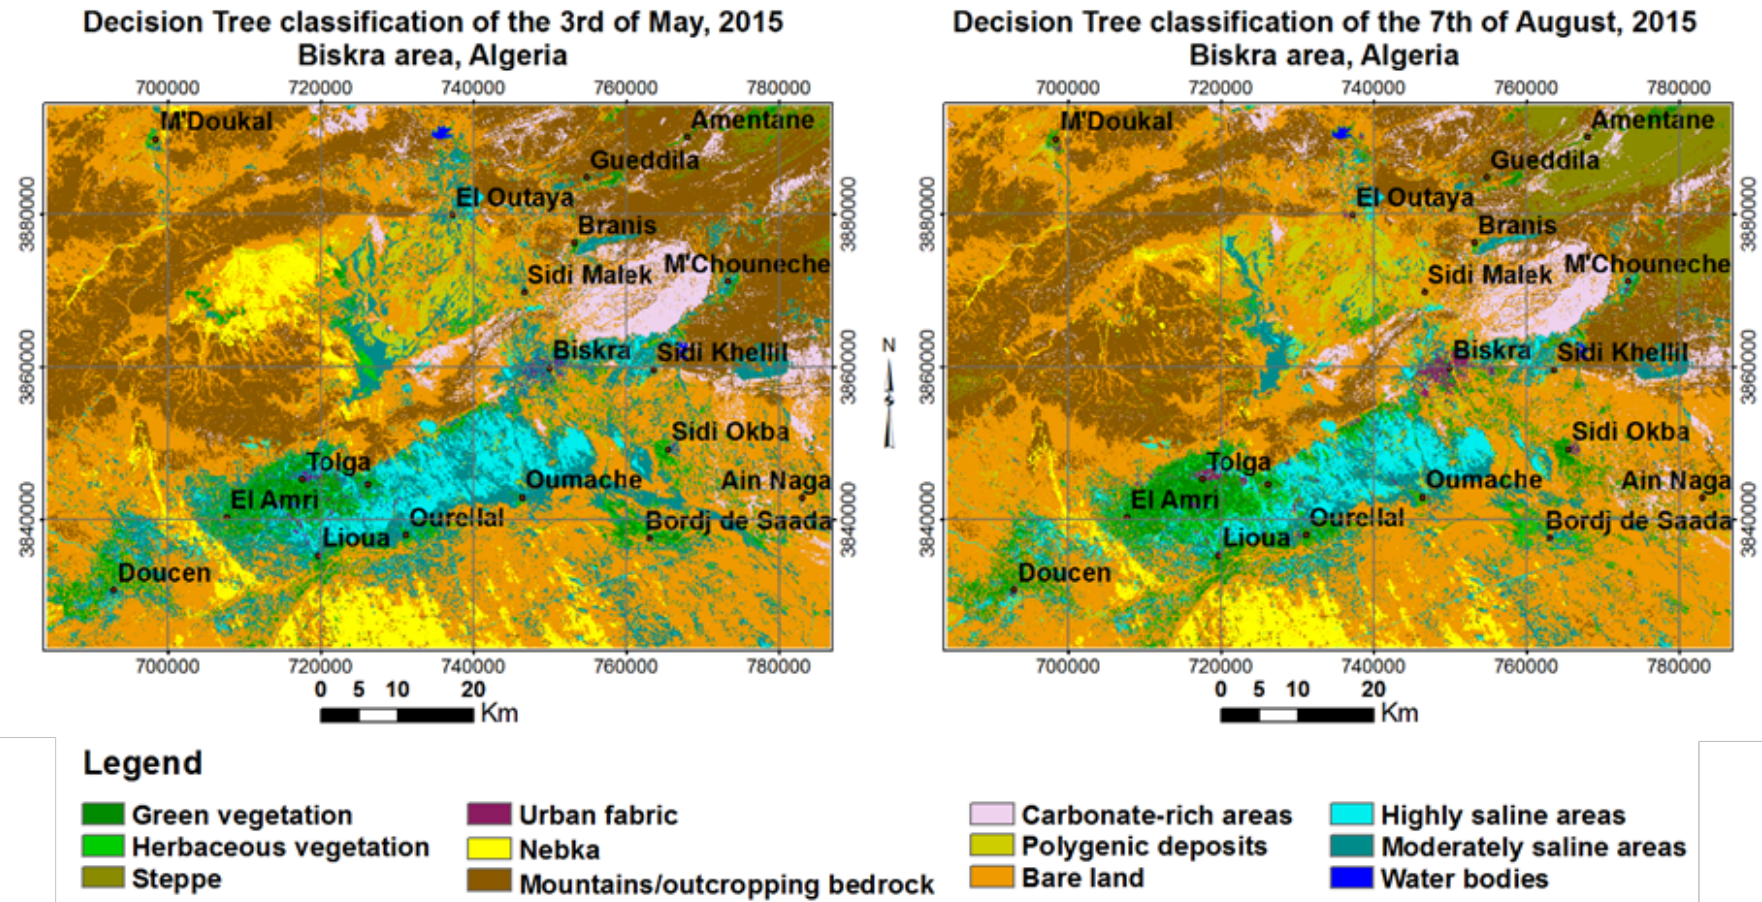 Decision Tree classification of the 3rd of May, 2015
Biskra area, Algeria
700000 720000 740000 760000 780000
M'Doukal
Amentane
Gueddila
3880000
El Outaya
3880000
Branis
M'Chouneche
Sidi Malek
Biskra
Sidi Khellil
3860000
3860000
Sidi Okba
Tolga
Oumache
Ain Naga
El Amri
3840000
Ourellal
Bordj de Saada
3840000
Lioua
Doucen
700000 720000 740000 760000 780000
0 5 10 20
Km
N
Decision Tree classification of the 7th of August, 2015
Biskra area, Algeria
700000 720000 740000 760000 780000
M'Doukal
Amentane
Gueddila
3880000
El Outaya
3880000
Branis
M'Chouneche
Sidi Malek
Biskra
Sidi Khellil
3860000
3860000
Sidi Okba
Tolga
Oumache
Ain Naga
El Amri
3840000
Ourellal
Bordj de Saada
3840000
Lioua
Doucen
700000 720000 740000 760000 780000
0 5 10 20
Km
Legend
Green vegetation
Herbaceous vegetation
Steppe
Urban fabric
Nebka
Mountains/outcropping bedrock
Carbonate-rich areas
Polygenic deposits
Bare land
Highly saline areas
Moderately saline areas
Water bodies